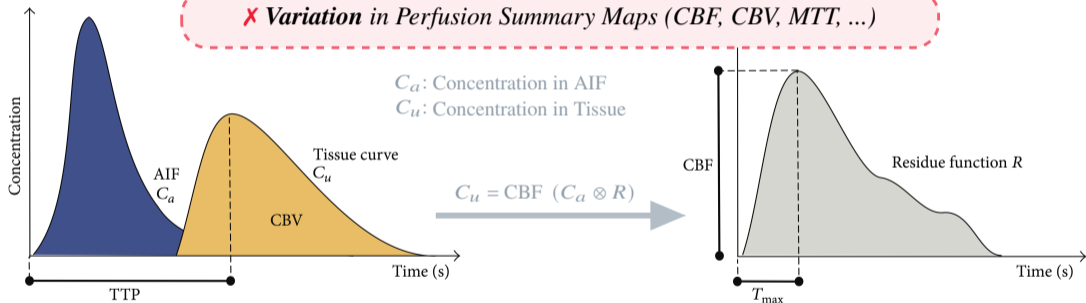 ✗ Variation in Perfusion Summary Maps (CBF, CBV, MTT, ...)
Concentration
AIF
Cₐ
Tissue curve
Cᵤ
CBV
Time (s)
TTP
Cₐ: Concentration in AIF
Cᵤ: Concentration in Tissue
Cᵤ = CBF (Cₐ ⊗ R)
CBF
Residue function R
Time (s)
Tmax